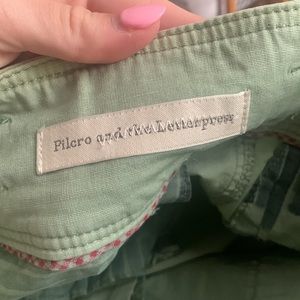 Pilcro and the Letterpress